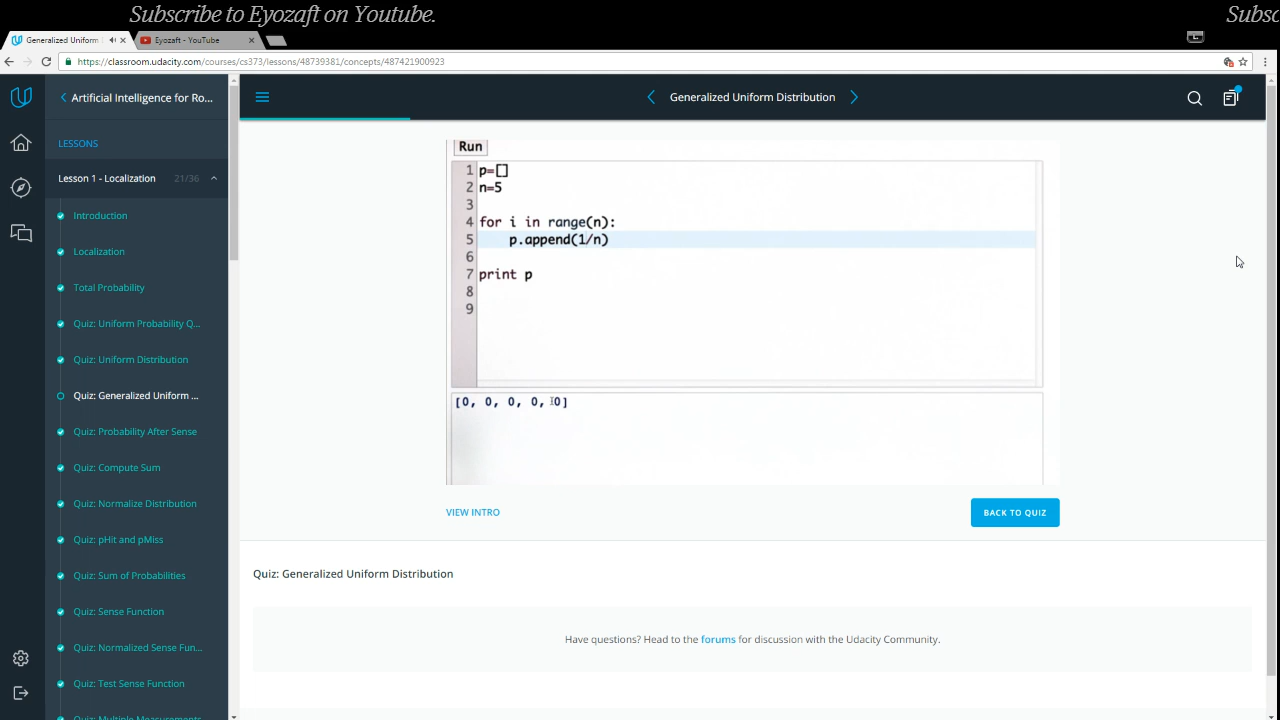 Subscribe to Eyozaft on Youtube.
Subsc
Generalized Uniform
Eyozaft - YouTube
https://classroom.udacity.com/courses/cs373/lessons/48739381/concepts/487421900923
Artificial Intelligence for Ro...
Generalized Uniform Distribution
LESSONS
Lesson 1 - Localization 21/36
Introduction
Localization
Total Probability
Quiz: Uniform Probability Q...
Quiz: Uniform Distribution
Quiz: Generalized Uniform ...
Quiz: Probability After Sense
Quiz: Compute Sum
Quiz: Normalize Distribution
Quiz: pHit and pMiss
Quiz: Sum of Probabilities
Quiz: Sense Function
Quiz: Normalized Sense Fun...
Quiz: Test Sense Function
Quiz: Multiple Measurements
Run
1 p=[]
2 n=5
3
4 for i in range(n):
5 p.append(1/n)
6
7 print p
8
9
[0, 0, 0, 0, 0]
VIEW INTRO
BACK TO QUIZ
Quiz: Generalized Uniform Distribution
Have questions? Head to the forums for discussion with the Udacity Community.